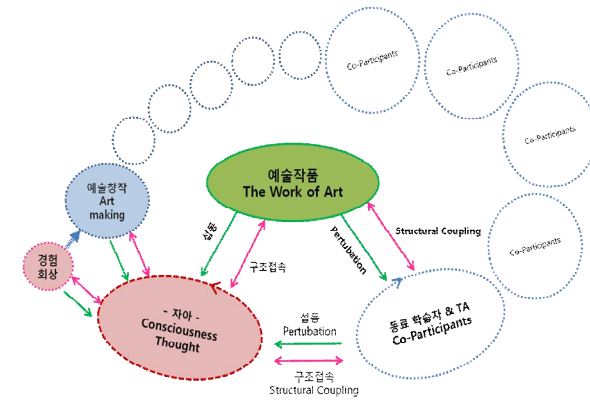 Co-Participants
Co-Participants
Co-Participants
Co-Participants
예술작품
The Work of Art
예술창작
Art
making
경험
회상
섭동
구조접속
Pertubation
Structural Coupling
- 자아 -
Consciousness
Thought
섭동
Pertubation
구조접속
Structural Coupling
동료 학습자 & TA
Co-Participants